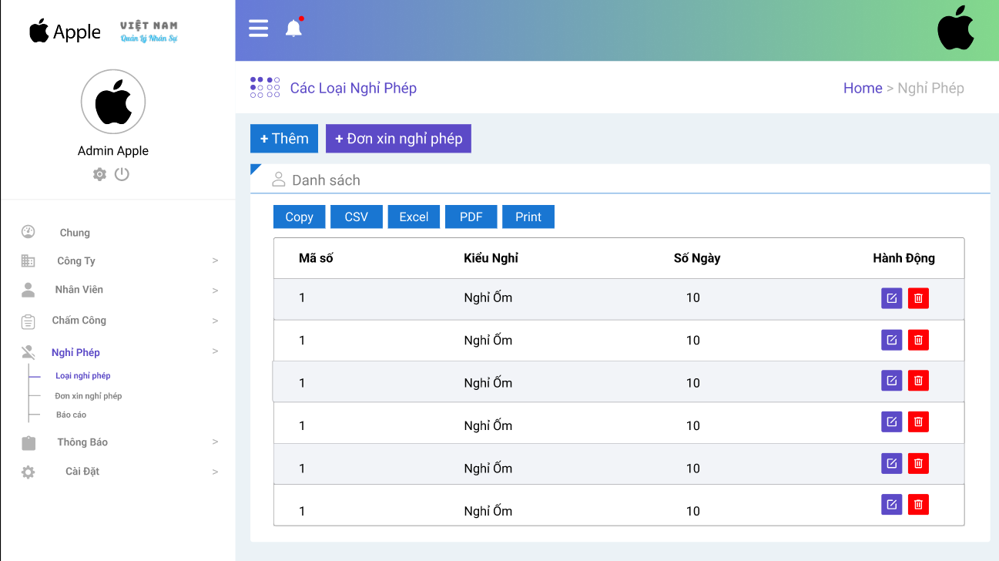 Apple
VIỆT NAM
Quản Lý Nhân Sự
Admin Apple
Chung
Công Ty >
Nhân Viên >
Chấm Công >
Nghỉ Phép >
Loại nghỉ phép
Đơn xin nghỉ phép
Báo cáo
Thông Báo >
Cài Đặt >
Các Loại Nghỉ Phép
Home > Nghỉ Phép
+ Thêm
+ Đơn xin nghỉ phép
Danh sách
Copy CSV Excel PDF Print
Mã số Kiểu Nghỉ Số Ngày Hành Động
1 Nghỉ Ốm 10
1 Nghỉ Ốm 10
1 Nghỉ Ốm 10
1 Nghỉ Ốm 10
1 Nghỉ Ốm 10
1 Nghỉ Ốm 10